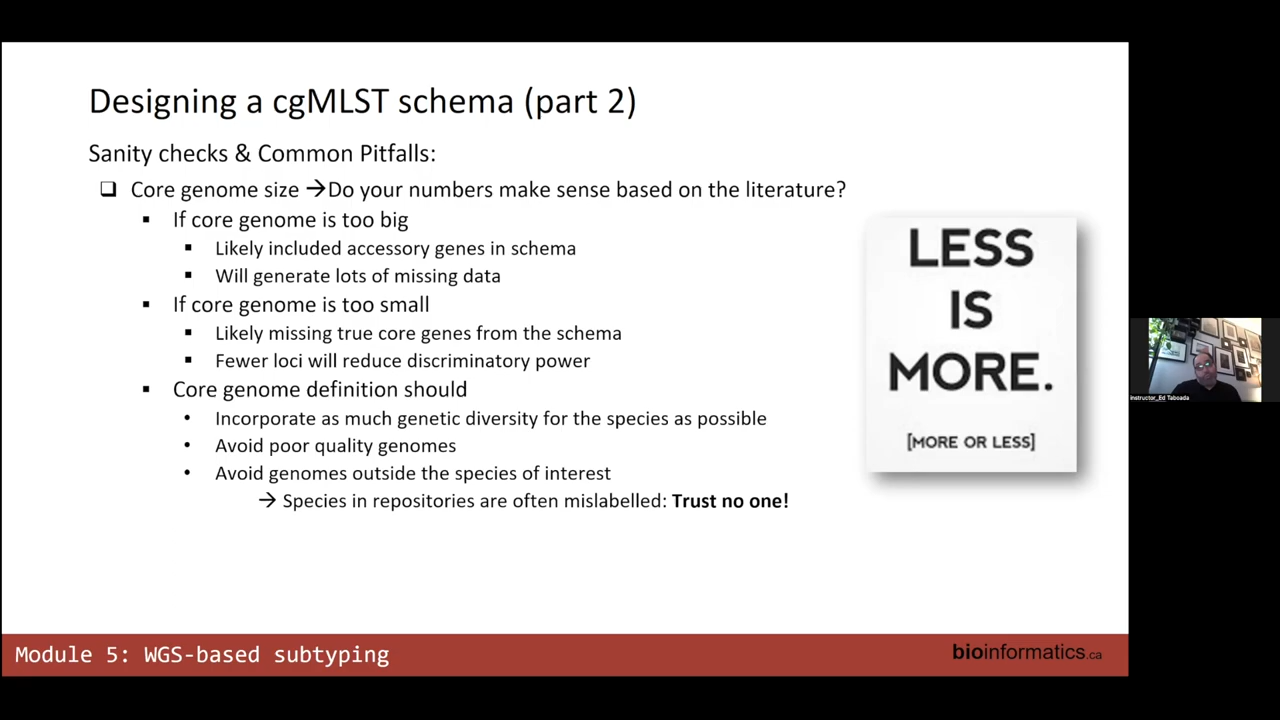 Designing a cgMLST schema (part 2)
Sanity checks & Common Pitfalls:
❑ Core genome size →Do your numbers make sense based on the literature?
▪ If core genome is too big
▪ Likely included accessory genes in schema
▪ Will generate lots of missing data
▪ If core genome is too small
▪ Likely missing true core genes from the schema
▪ Fewer loci will reduce discriminatory power
▪ Core genome definition should
• Incorporate as much genetic diversity for the species as possible
• Avoid poor quality genomes
• Avoid genomes outside the species of interest
→ Species in repositories are often mislabelled: Trust no one!
LESS
IS
MORE.
[MORE OR LESS]
instructor_Ed Taboada
Module 5: WGS-based subtyping
bioinformatics.ca